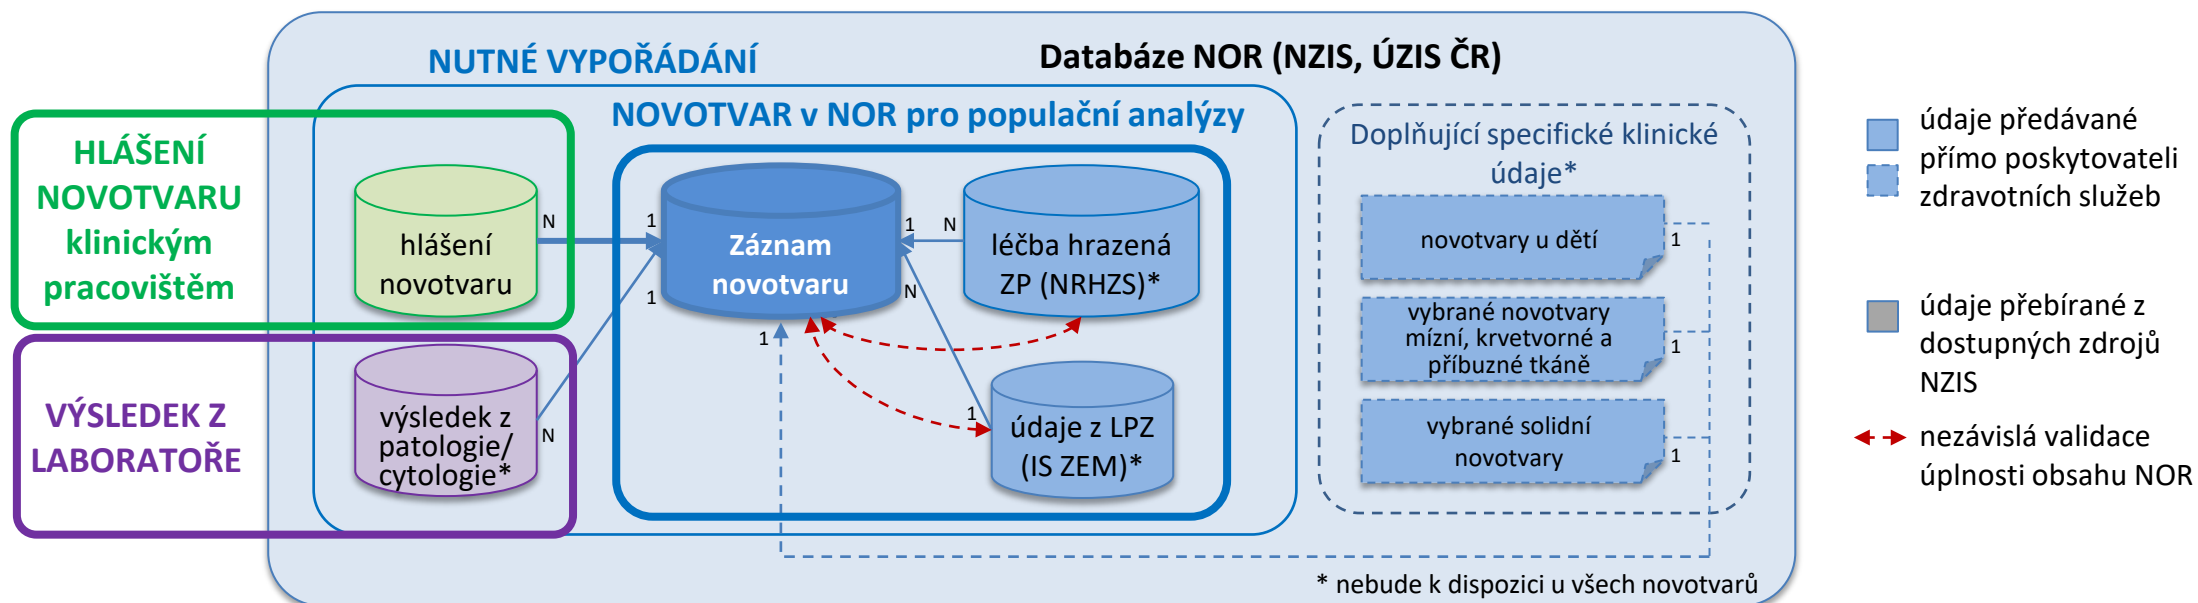 NUTNÉ VYPOŘÁDÁNÍ
Databáze NOR (NZIS, ÚZIS ČR)
NOVOTVAR v NOR pro populační analýzy
HLÁŠENÍ
NOVOTVARU
klinickým
pracovištěm
hlášení
novotvaru
N
1
Záznam
novotvaru
1
N
léčba hrazená
ZP (NRHZS)*
N
1
1
VÝSLEDEK Z
LABORATOŘE
výsledek z
patologie/
cytologie*
N
1
údaje z LPZ
(IS ZEM)*
Doplňující specifické klinické
údaje*
novotvary u dětí
1
vybrané novotvary
mízní, krvetvorné a
příbuzné tkáně
1
vybrané solidní
novotvary
1
* nebude k dispozici u všech novotvarů
údaje předávané
přímo poskytovateli
zdravotních služeb
údaje přebírané z
dostupných zdrojů
NZIS
nezávislá validace
úplnosti obsahu NOR